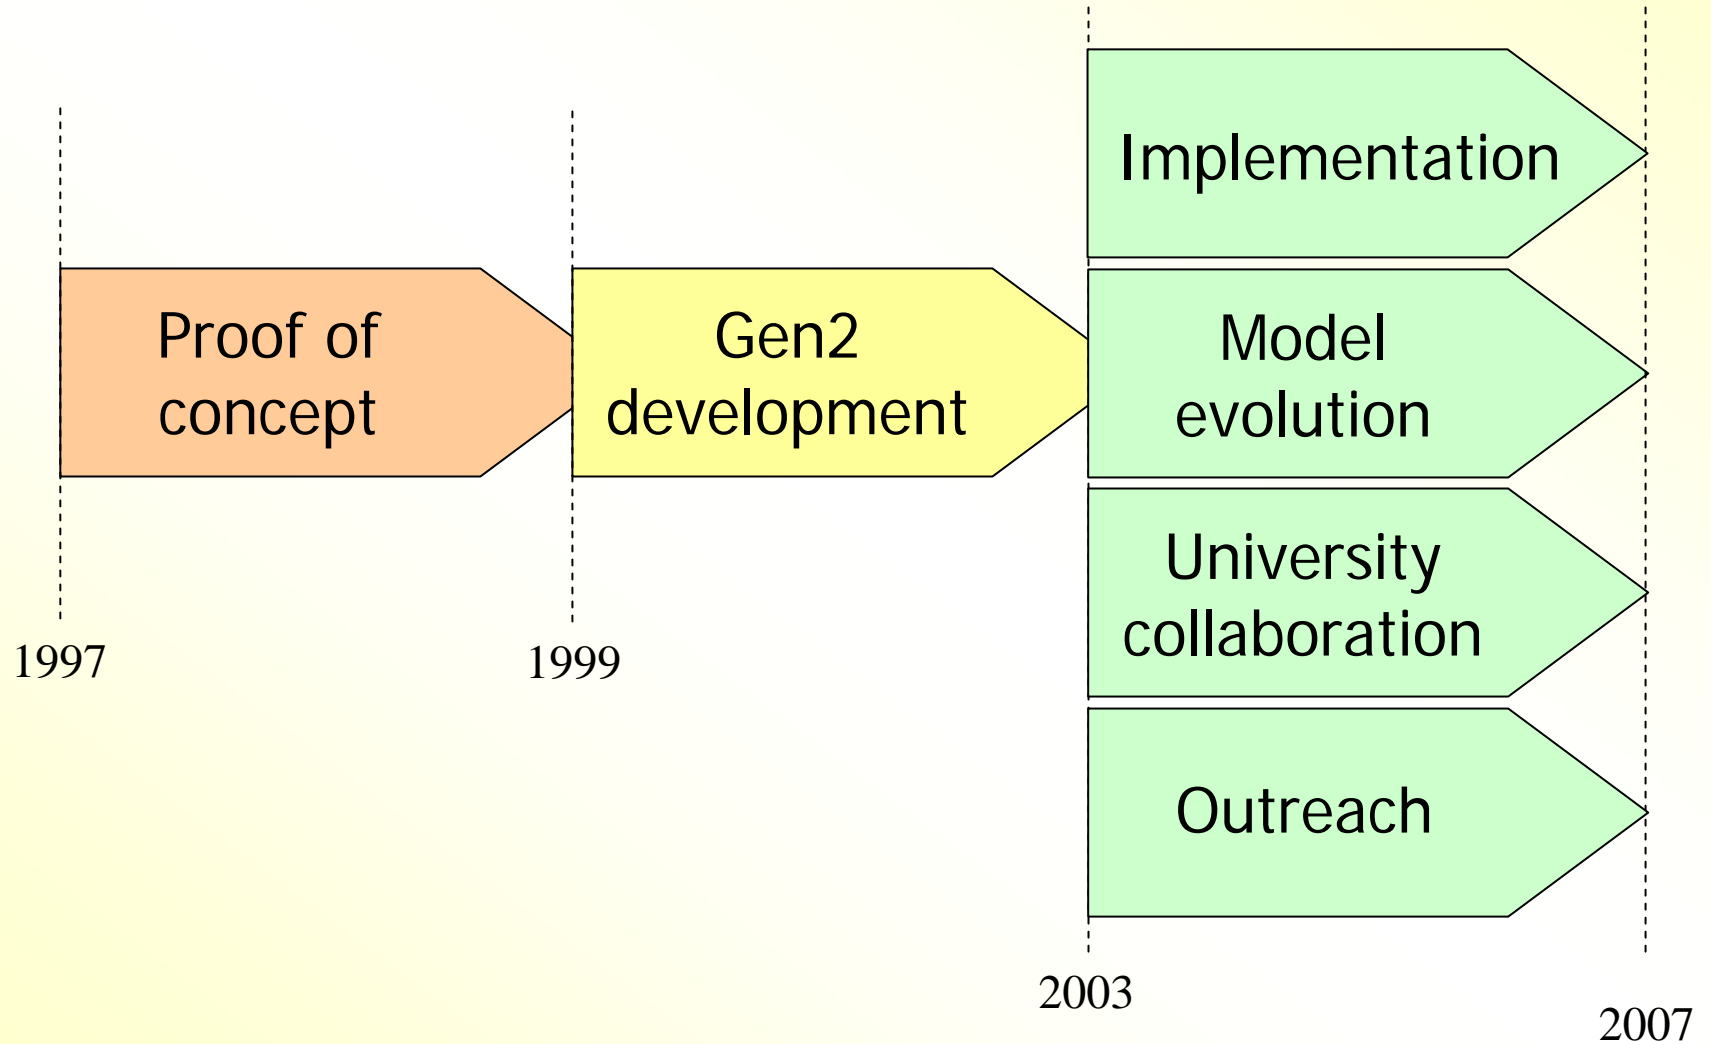 Proof of
concept
1997
Gen2
development
1999
Implementation
Model
evolution
University
collaboration
Outreach
2003
2007